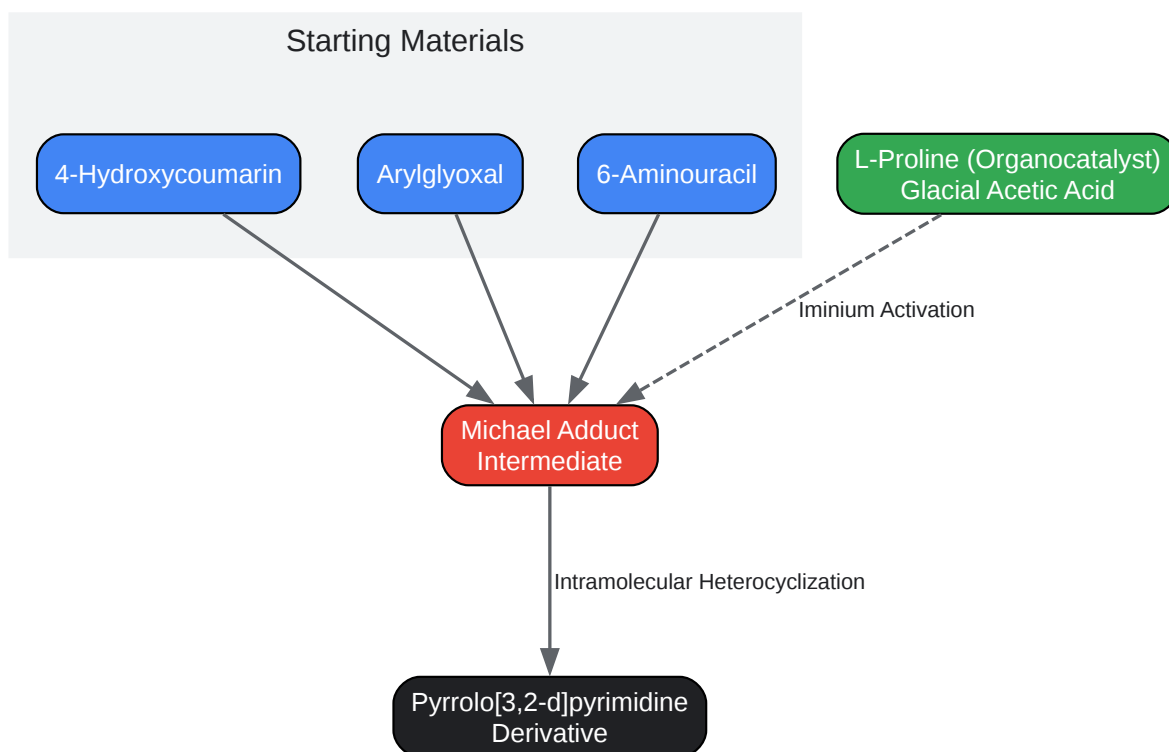 Starting Materials
4-Hydroxycoumarin
Arylglyoxal
6-Aminouracil
L-Proline (Organocatalyst)
Glacial Acetic Acid
Iminium Activation
Michael Adduct
Intermediate
Intramolecular Heterocyclization
Pyrrolo[3,2-d]pyrimidine
Derivative